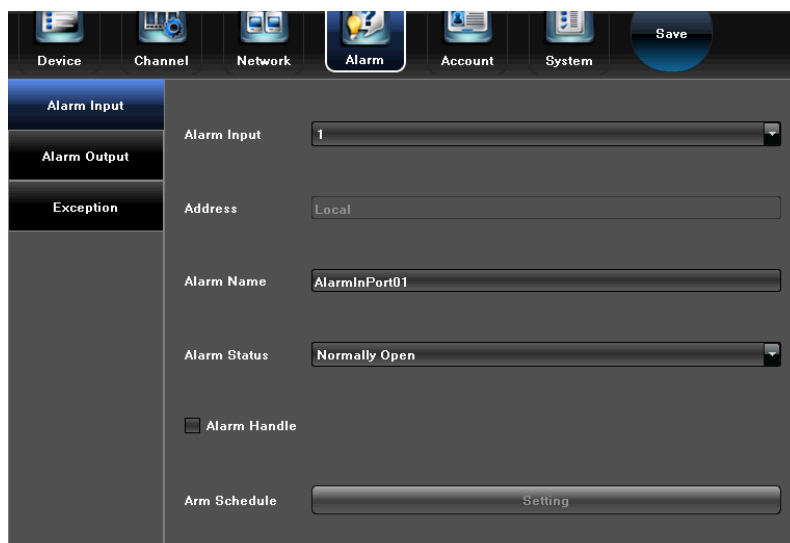 Device Channel Network Alarm Account System Save
Alarm Input
Alarm Output
Exception
Alarm Input 1
Address Local
Alarm Name AlarmInPort01
Alarm Status Normally Open
Alarm Handle
Arm Schedule Setting